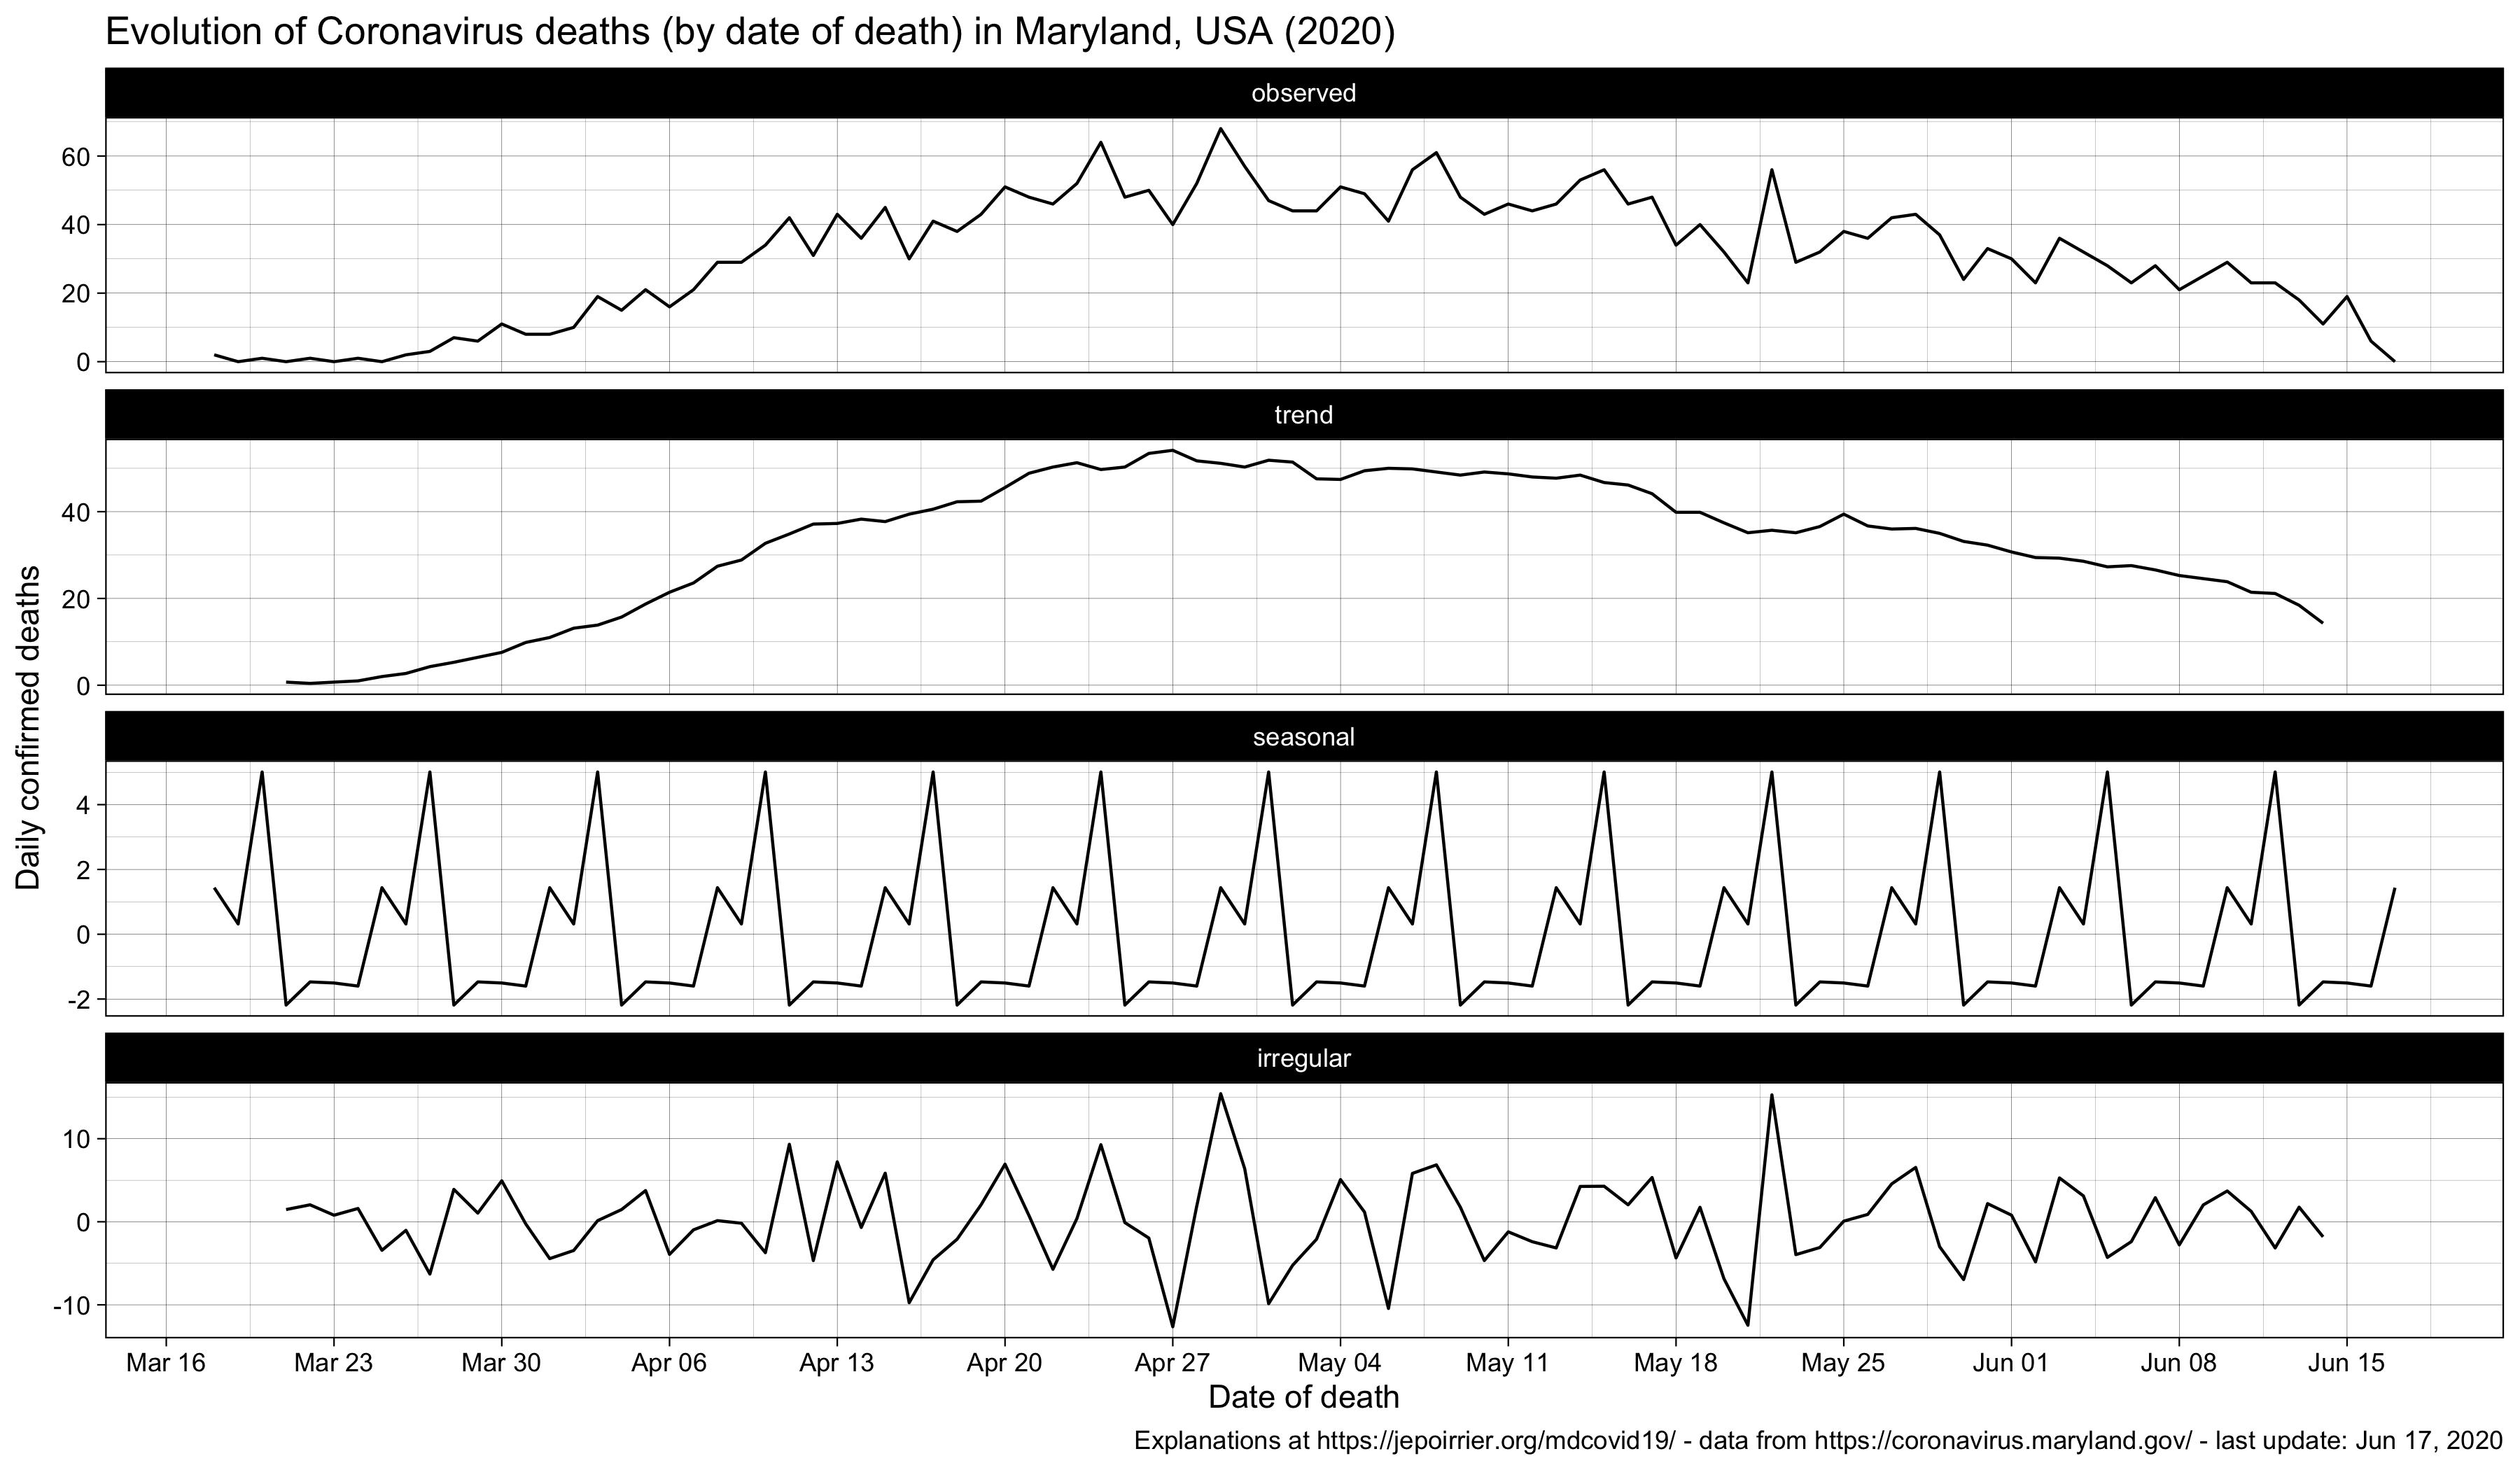 Evolution of Coronavirus deaths (by date of death) in Maryland, USA (2020)
observed
60
40
20
0
trend
40
20
0
seasonal
4
2
0
-2
irregular
10
0
-10
Daily confirmed deaths
Mar 16 Mar 23 Mar 30 Apr 06 Apr 13 Apr 20 Apr 27 May 04 May 11 May 18 May 25 Jun 01 Jun 08 Jun 15
Date of death
Explanations at https://jepoirrier.org/mdcovid19/ - data from https://coronavirus.maryland.gov/ - last update: Jun 17, 2020